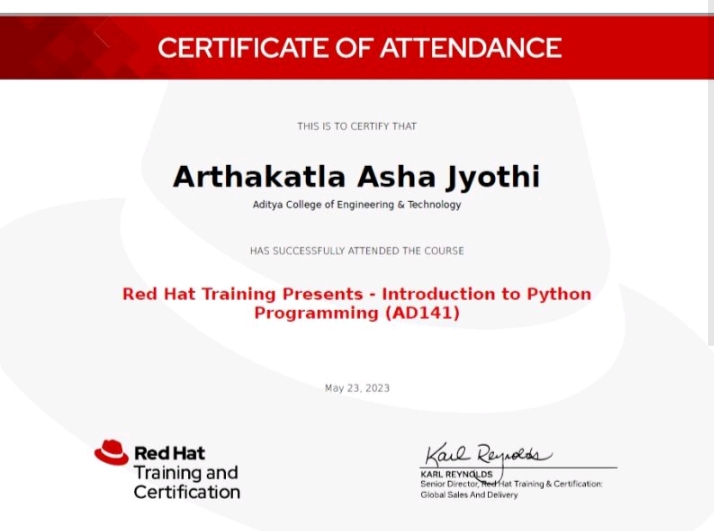 CERTIFICATE OF ATTENDANCE
THIS IS TO CERTIFY THAT
Arthakatla Asha Jyothi
Aditya College of Engineering & Technology
HAS SUCCESSFULLY ATTENDED THE COURSE
Red Hat Training Presents - Introduction to Python
Programming (AD141)
May 23, 2023
Red Hat
Training and
Certification
Karl Reynolds
KARL REYNOLDS
Senior Director, Red Hat Training & Certification:
Global Sales And Delivery